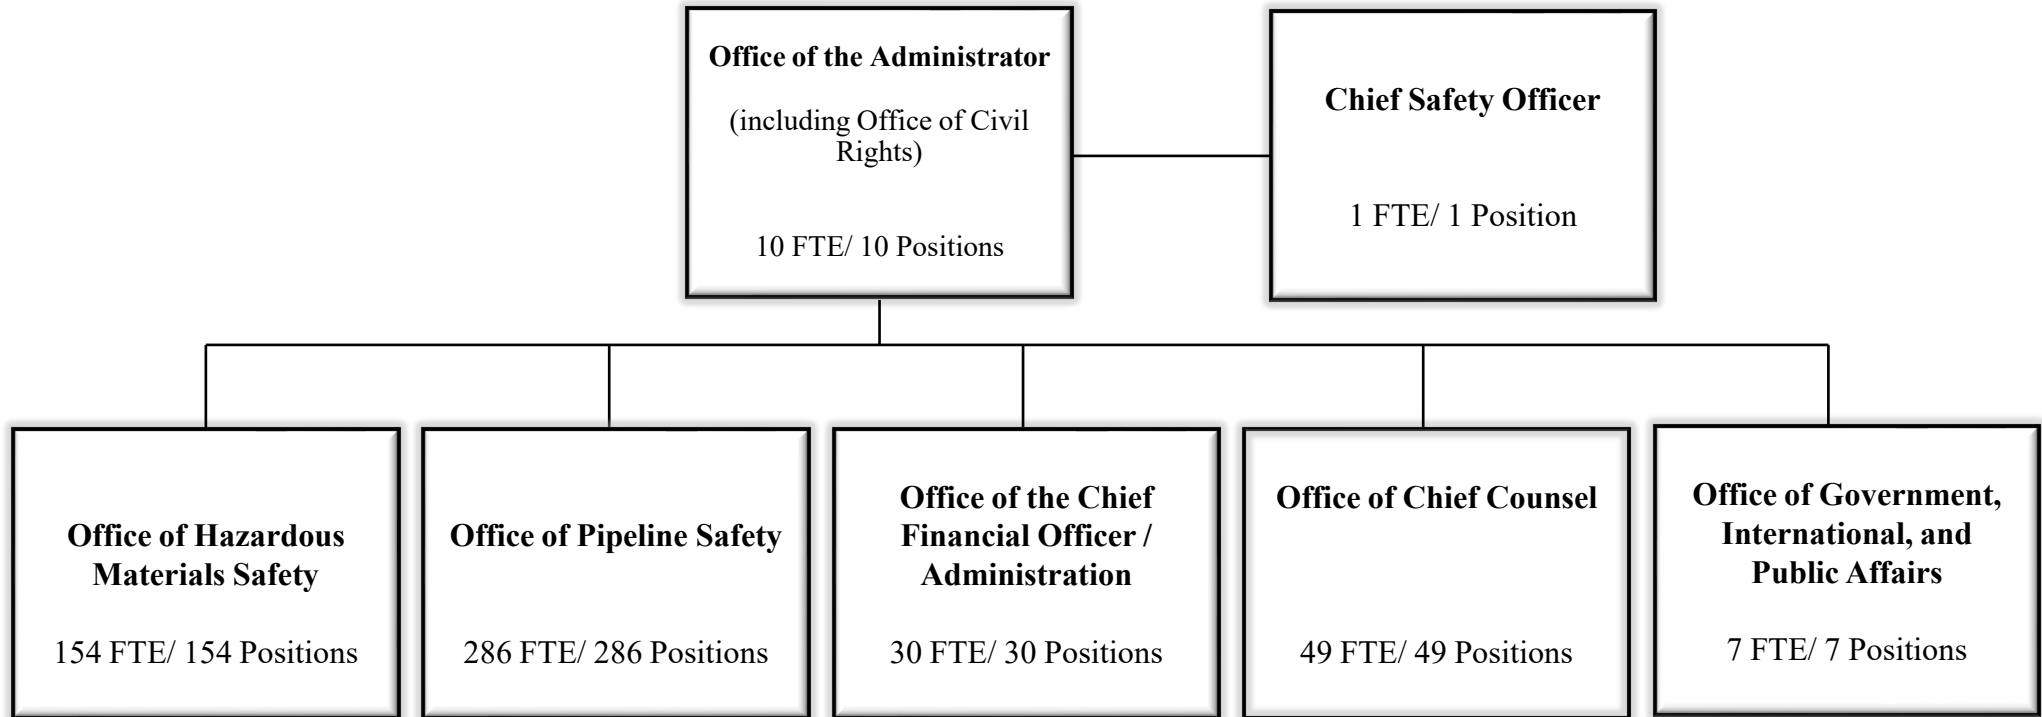 Office of the Administrator
(including Office of Civil
Rights)
10 FTE/ 10 Positions
Chief Safety Officer
1 FTE/ 1 Position
Office of Hazardous
Materials Safety
154 FTE/ 154 Positions
Office of Pipeline Safety
286 FTE/ 286 Positions
Office of the Chief
Financial Officer /
Administration
30 FTE/ 30 Positions
Office of Chief Counsel
49 FTE/ 49 Positions
Office of Government,
International, and
Public Affairs
7 FTE/ 7 Positions